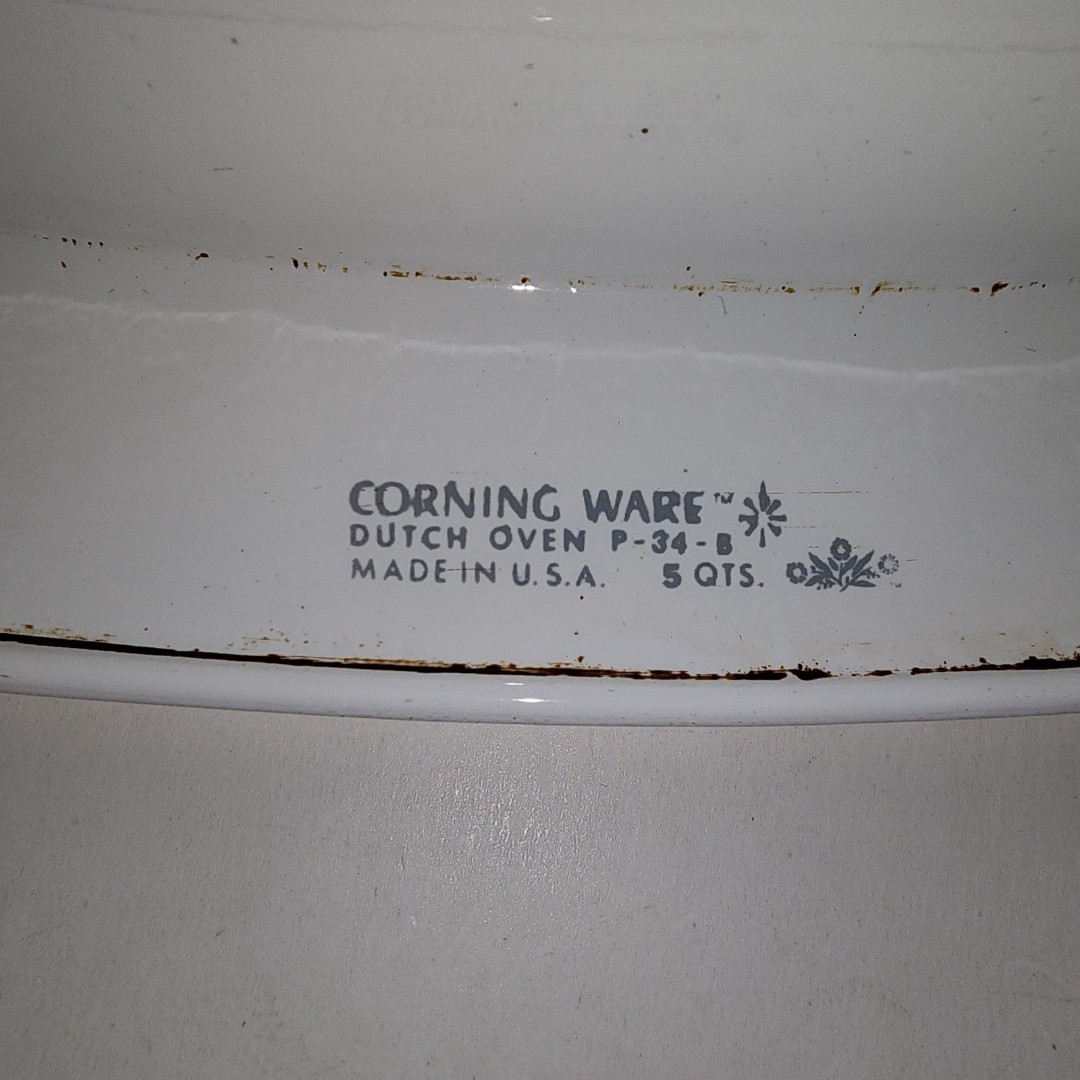 CORNING WARE™
DUTCH OVEN P-34-B
MADE IN U.S.A. 5 QTS.